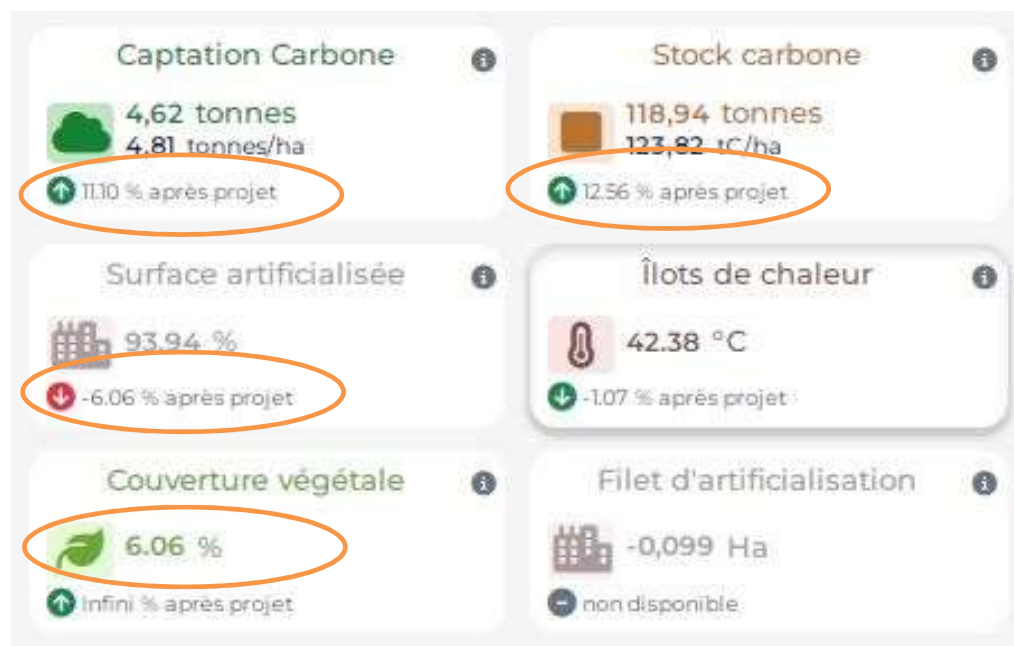 Captation Carbone
4,62 tonnes
4.81 tonnes/ha
11.10 % après projet
Stock carbone
118,94 tonnes
123,82 tC/ha
12.56 % après projet
Surface artificialisée
93.94 %
-6.06 % après projet
Îlots de chaleur
42.38 °C
-1.07 % après projet
Couverture végétale
6.06 %
Infini % après projet
Filet d'artificialisation
-0,099 Ha
non disponible